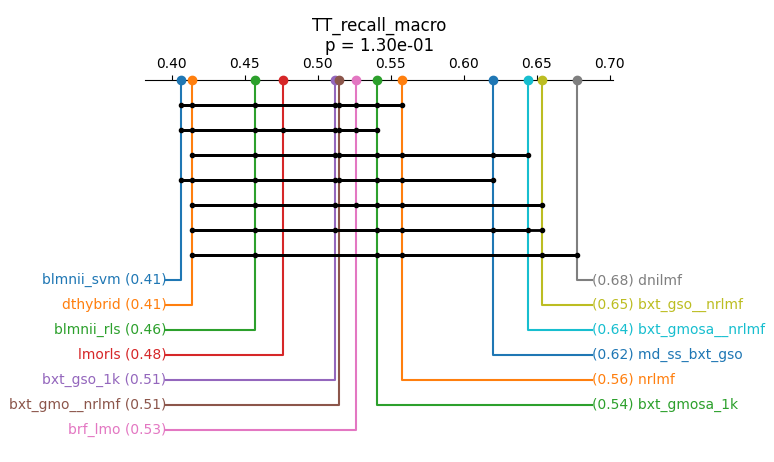 TT_recall_macro
p = 1.30e-01
0.40 0.45 0.50 0.55 0.60 0.65 0.70
blmnii_svm (0.41) (0.68) dnilmf
dthybrid (0.41) (0.65) bxt_gso__nrlmf
blmnii_rls (0.46) (0.64) bxt_gmosa__nrlmf
lmorls (0.48) (0.62) md_ss_bxt_gso
bxt_gso_1k (0.51) (0.56) nrlmf
bxt_gmo__nrlmf (0.51) (0.54) bxt_gmosa_1k
brf_lmo (0.53)